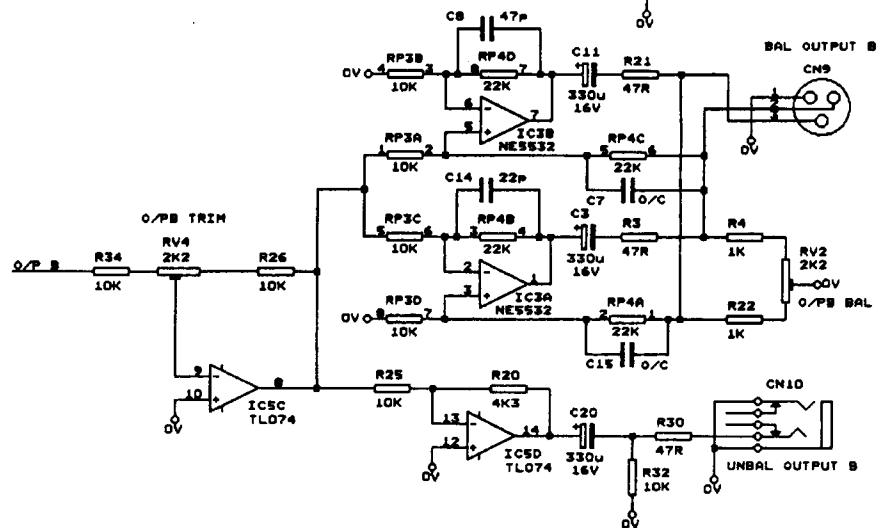 0V
C8 47p
RP3B RP4D C11 R21 BAL OUTPUT B
0V 4 3 8 7 + CN9
10K 22K 330u 47R
16V
6 - 7 1
2
3
5 + IC3B
NE5532
RP3A RP4C
1 2 5 6 0V
10K 22K
C14 22p C7 O/C
O/PB TRIM RP3C RP4B C3 R3 R4
5 6 3 4 +
10K 22K 330u 47R 1K
16V
RV4 RV2
2K2 2K2
O/P B R34 R26 2 - 1 0V
10K 10K 3 + IC3A O/PB BAL
NE5532
RP3D RP4A R22
0V 8 7 2 1
10K 22K 1K
C15 O/C
9 - 8 R25 R20 CN10
10 + 10K 4K3
IC5C
TL074
0V
13 - 14 C20 R30
12 + + 47R
IC5D 330u
TL074 16V
UNBAL OUTPUT B
0V R32 0V
10K
0V